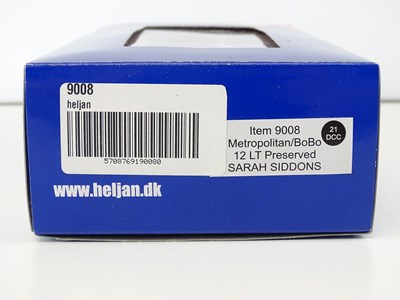 9008
heljan
5708769190080
Item 9008
Metropolitan/BoBo
12 LT Preserved
SARAH SIDDONS
21
DCC
www.heljan.dk